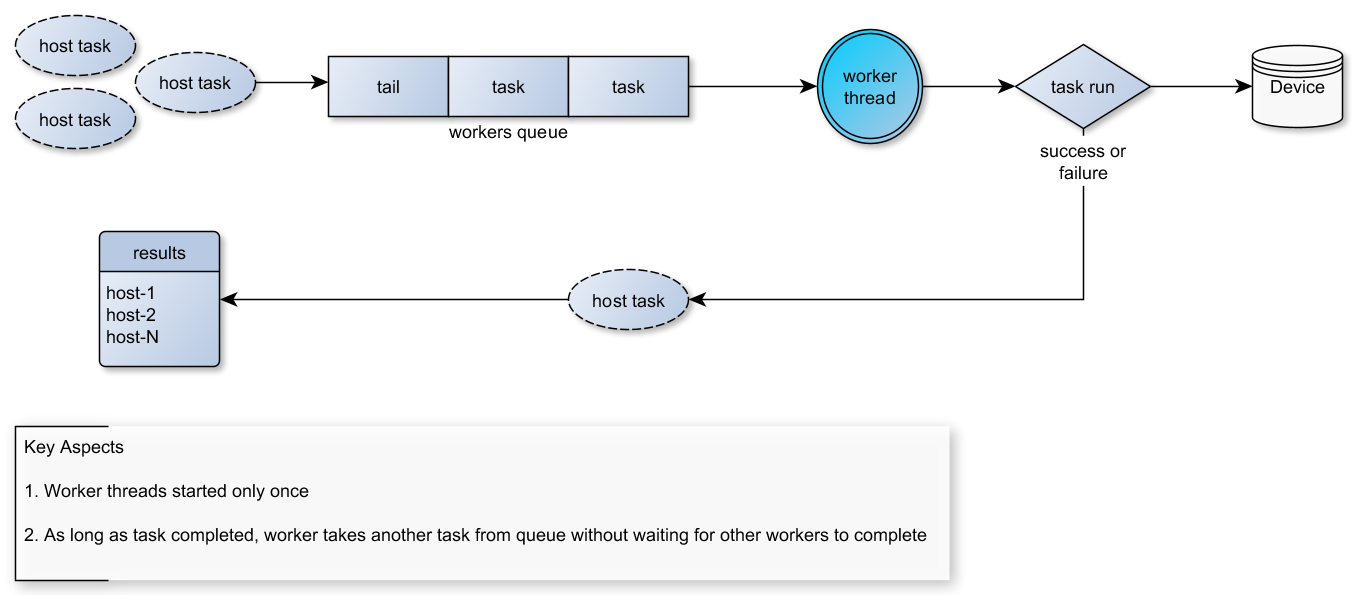 host task
host task
host task
tail
task
task
workers queue
worker
thread
task run
Device
success or
failure
results
host-1
host-2
host-N
host task
Key Aspects
1. Worker threads started only once
2. As long as task completed, worker takes another task from queue without waiting for other workers to complete